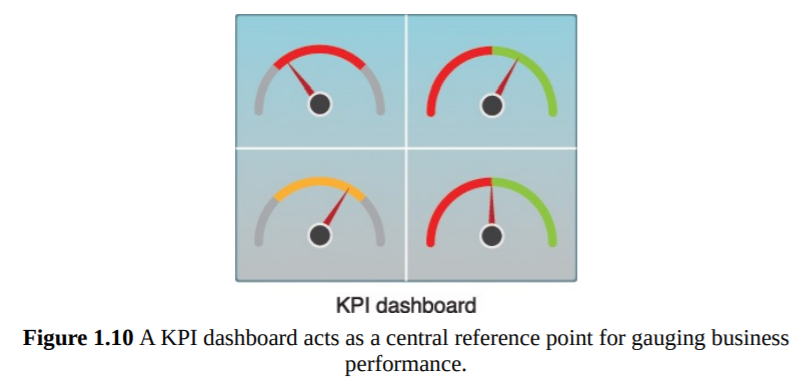 KPI dashboard
Figure 1.10 A KPI dashboard acts as a central reference point for gauging business
performance.